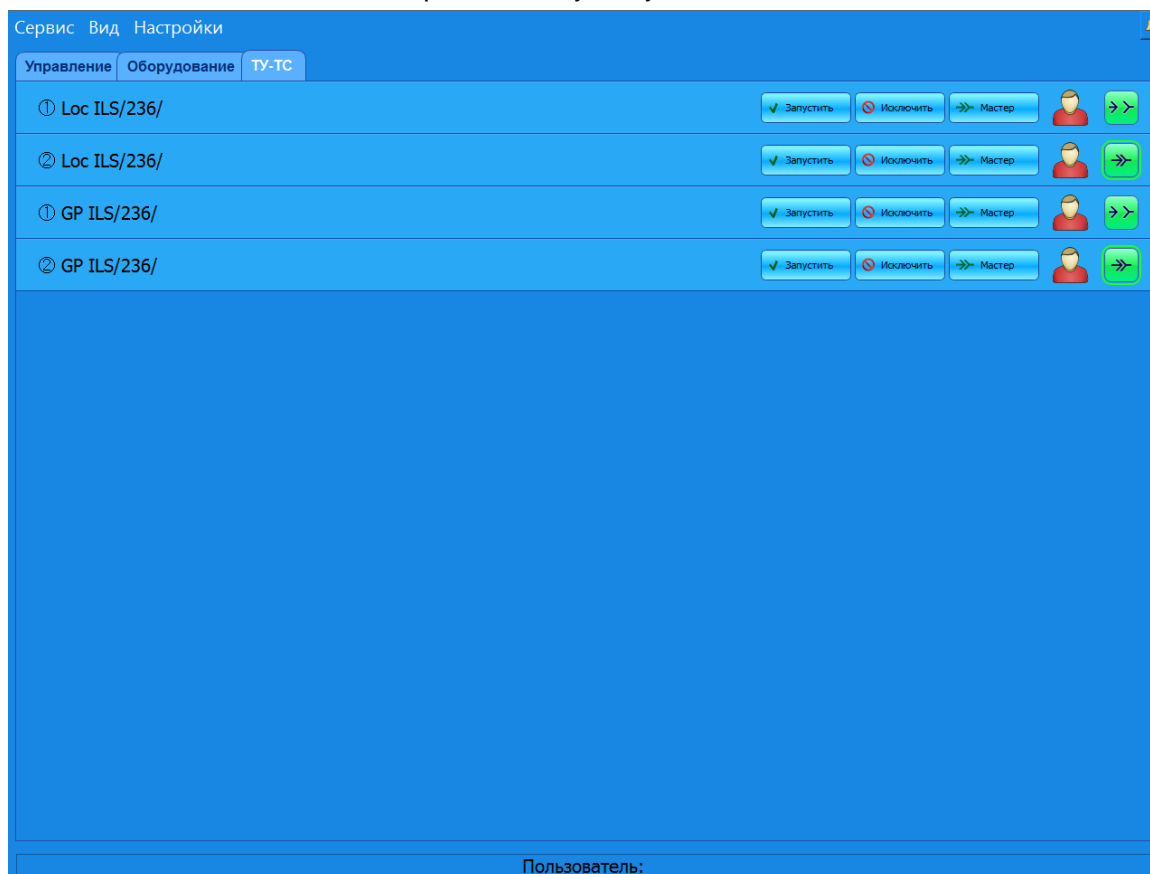 Сервис Вид Настройки
Управление Оборудование ТУ-ТС
① Loc ILS/236/ Запустить Исключить Мастер
② Loc ILS/236/ Запустить Исключить Мастер
① GP ILS/236/ Запустить Исключить Мастер
② GP ILS/236/ Запустить Исключить Мастер
Пользователь: